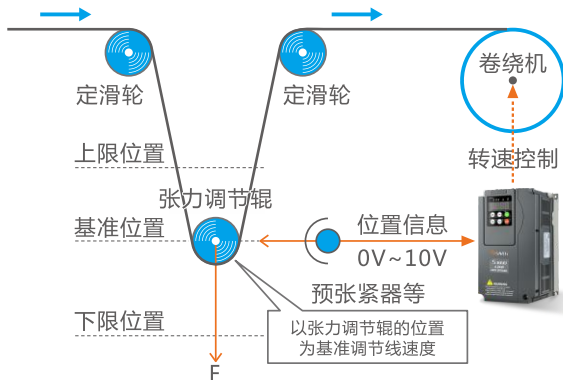 卷绕机
定滑轮
定滑轮
上限位置
转速控制
张力调节辊
基准位置
位置信息
0V~10V
预张紧器等
下限位置
以张力调节辊的位置
为基准调节线速度
F